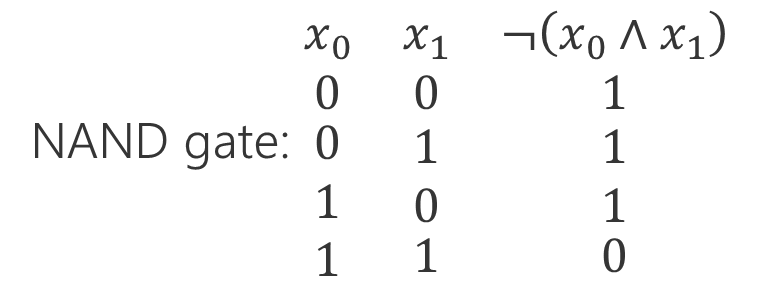 x₀ x₁ ¬(x₀ ∧ x₁)
0 0 1
NAND gate: 0 1 1
1 0 1
1 1 0